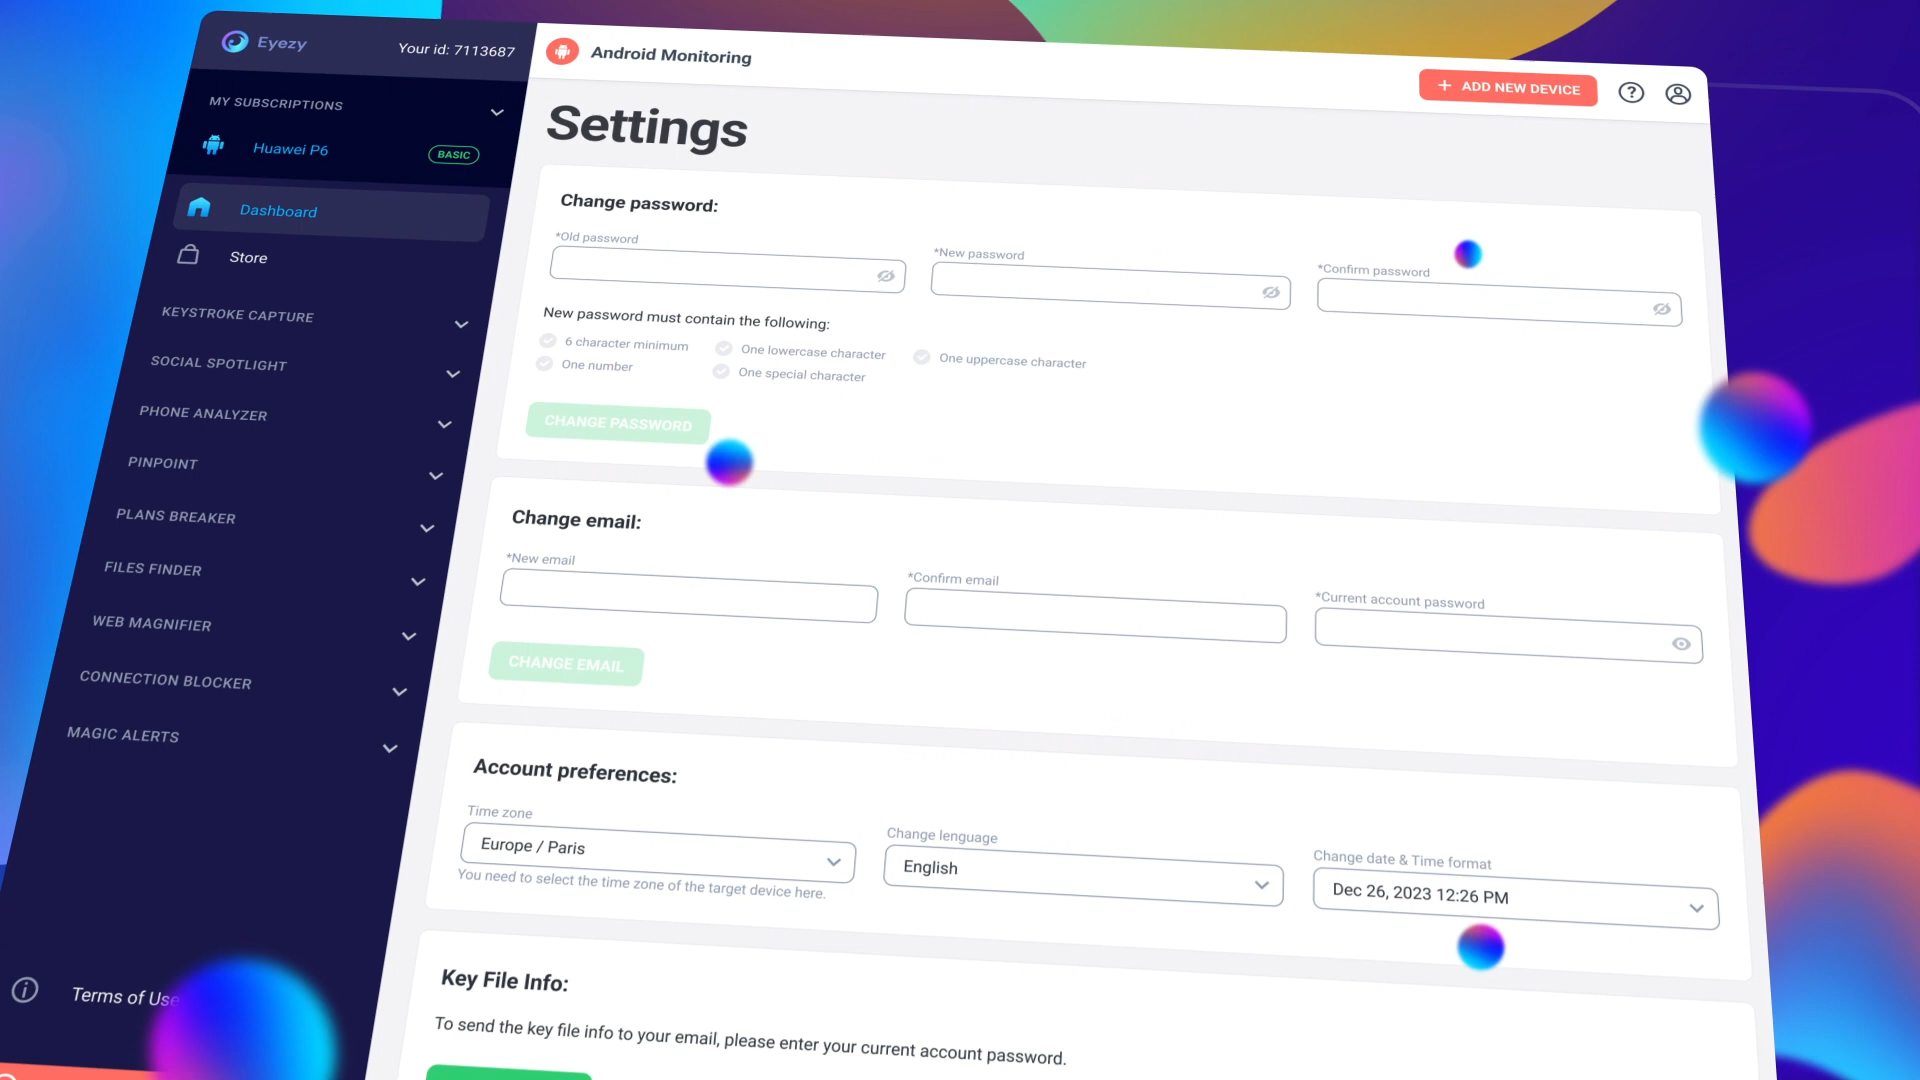 Eyezy
Your id: 7113687
MY SUBSCRIPTIONS
Huawei P6
BASIC
Dashboard
Store
KEYSTROKE CAPTURE
SOCIAL SPOTLIGHT
PHONE ANALYZER
PINPOINT
PLANS BREAKER
FILES FINDER
WEB MAGNIFIER
CONNECTION BLOCKER
MAGIC ALERTS
Terms of Use
Android Monitoring
+ ADD NEW DEVICE
?
Settings
Change password:
*Old password
*New password
*Confirm password
New password must contain the following:
6 character minimum
One lowercase character
One uppercase character
One number
One special character
CHANGE PASSWORD
Change email:
*New email
*Confirm email
*Current account password
CHANGE EMAIL
Account preferences:
Time zone
Europe / Paris
You need to select the time zone of the target device here.
Change lenguage
English
Change date & Time format
Dec 26, 2023 12:26 PM
Key File Info:
To send the key file info to your email, please enter your current account password.